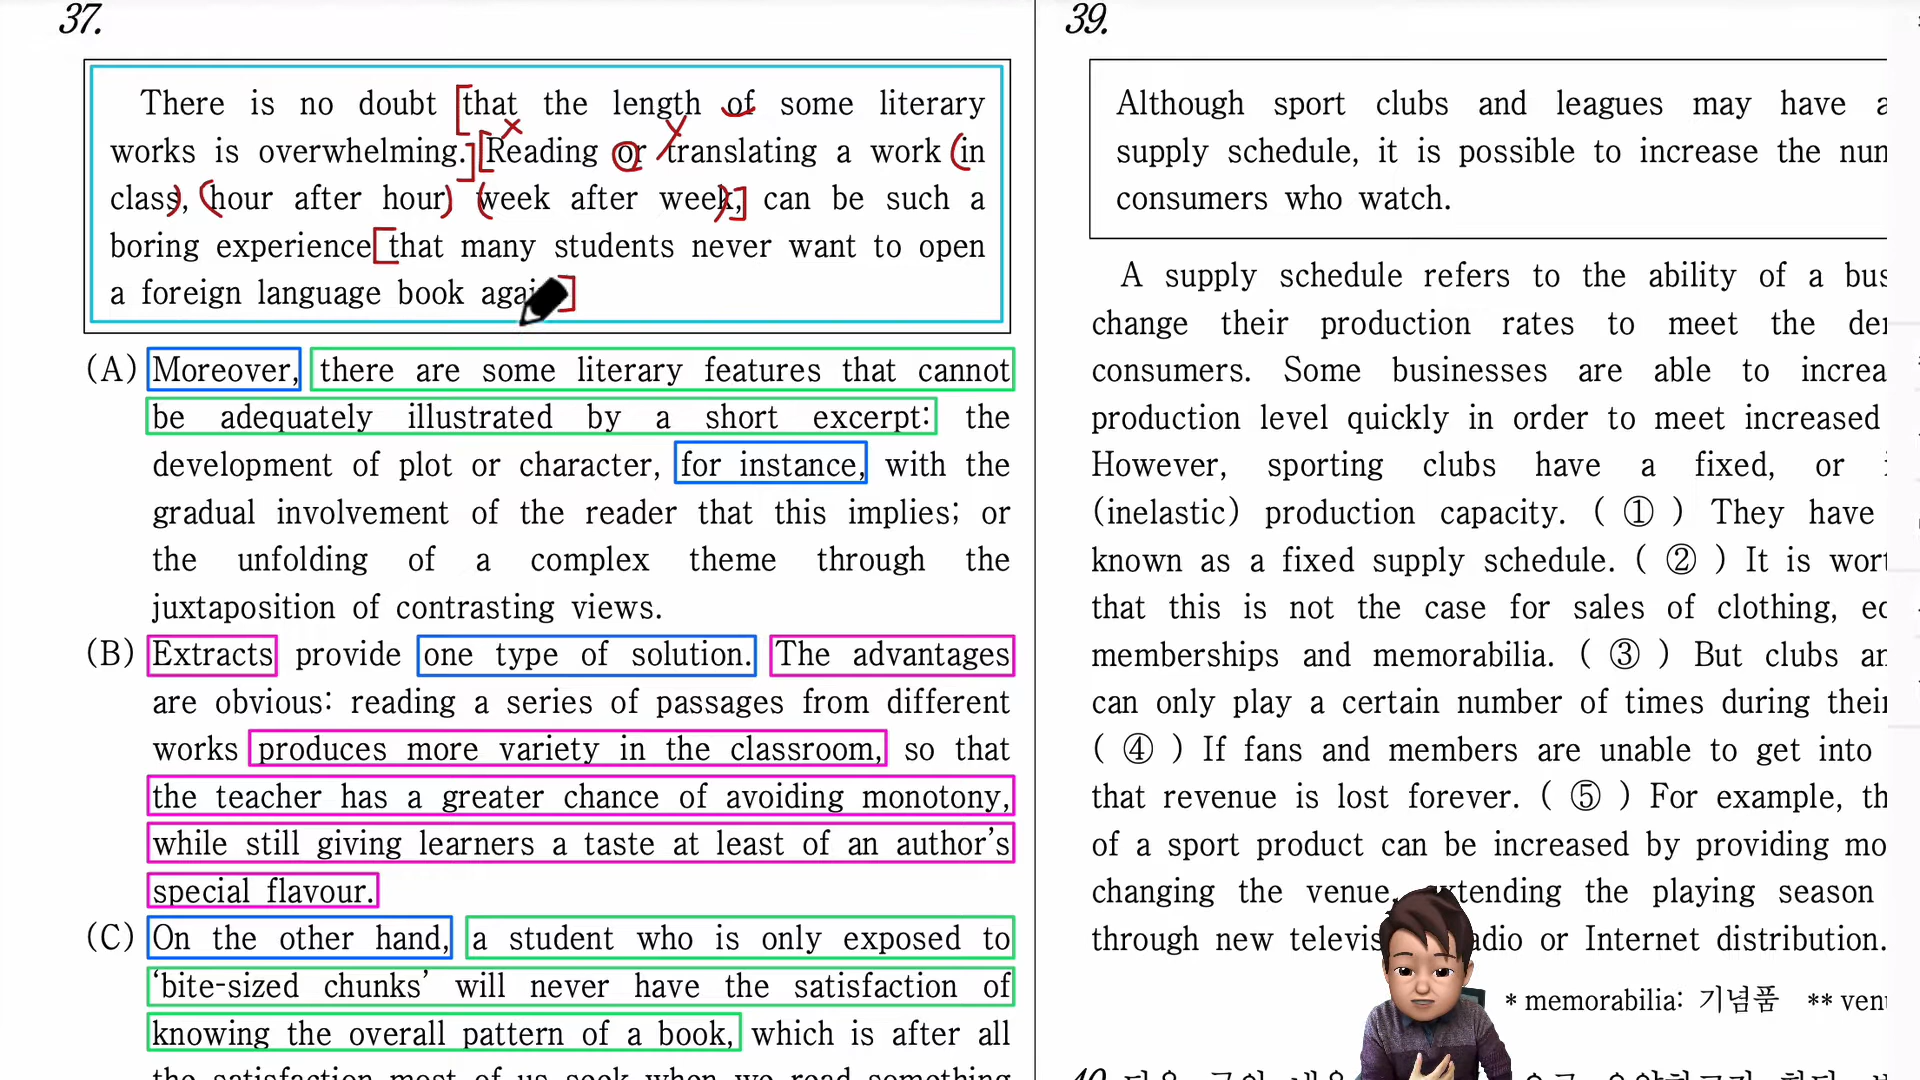 37.
There is no doubt that the length of some literary
works is overwhelming. Reading or translating a work in
class, hour after hour, week after week, can be such a
boring experience that many students never want to open
a foreign language book
(A) Moreover, there are some literary features that cannot
be adequately illustrated by a short excerpt: the
development of plot or character, for instance, with the
gradual involvement of the reader that this implies; or
the unfolding of a complex theme through the
juxtaposition of contrasting views.
(B) Extracts provide one type of solution. The advantages
are obvious: reading a series of passages from different
works produces more variety in the classroom, so that
the teacher has a greater chance of avoiding monotony,
while still giving learners a taste at least of an author's
special flavour.
(C) On the other hand, a student who is only exposed to
'bite-sized chunks' will never have the satisfaction of
knowing the overall pattern of a book, which is after all
the satisfaction most of us seek when we read something
39.
Although sport clubs and leagues may have a
supply schedule, it is possible to increase the
consumers who watch.
A supply schedule refers to the ability of a
change their production rates to meet the
consumers. Some businesses are able to
production level quickly in order to meet increased
However, sporting clubs have a fixed, or
(inelastic) production capacity. ( ① ) They have
known as a fixed supply schedule. ( ② ) It is
that this is not the case for sales of clothing,
memberships and memorabilia. ( ③ ) But clubs
can only play a certain number of times during
( ④ ) If fans and members are unable to get into
that revenue is lost forever. ( ⑤ ) For example,
of a sport product can be increased by providing
changing the venue, extending the playing season
through new or Internet distribution.
* memorabilia: 기념품 **